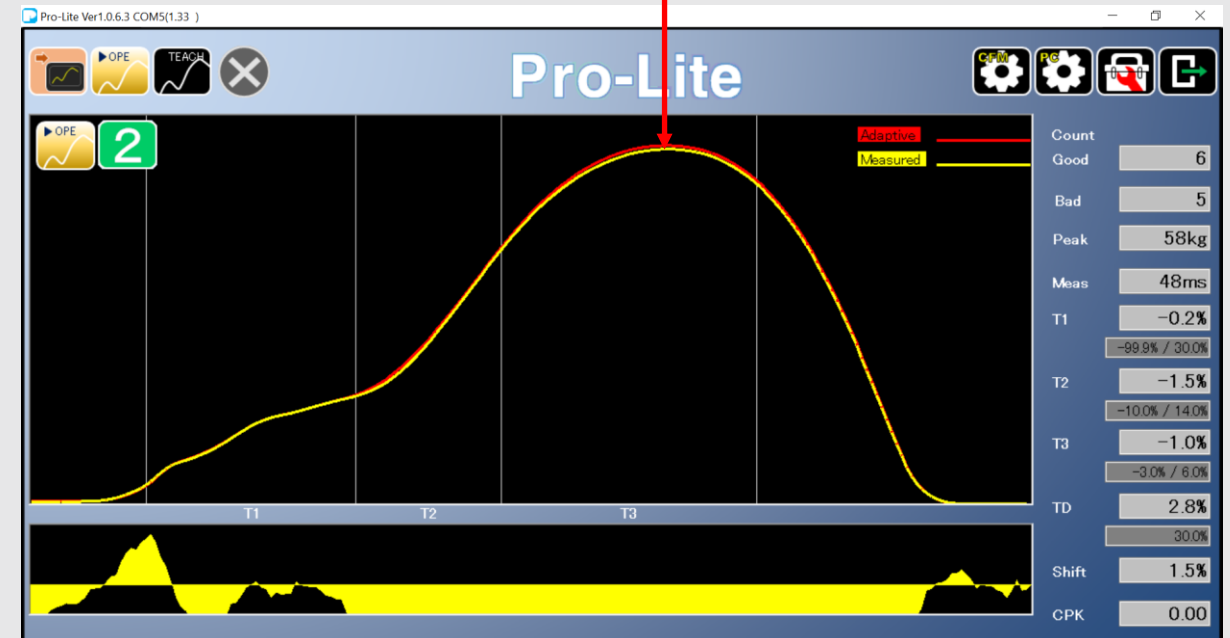 Pro-Lite Ver1.0.6.3 COM5(1.33 )
OPE
TEACH
Pro-Lite
CFM
PC
OPE
2
Adaptive
Measured
Count
Good 6
Bad 5
Peak 58kg
Meas 48ms
T1 -0.2%
-99.9% / 30.0%
T2 -1.5%
-10.0% / 14.0%
T3 -1.0%
-3.0% / 6.0%
TD 2.8%
30.0%
Shift 1.5%
CPK 0.00
T1 T2 T3